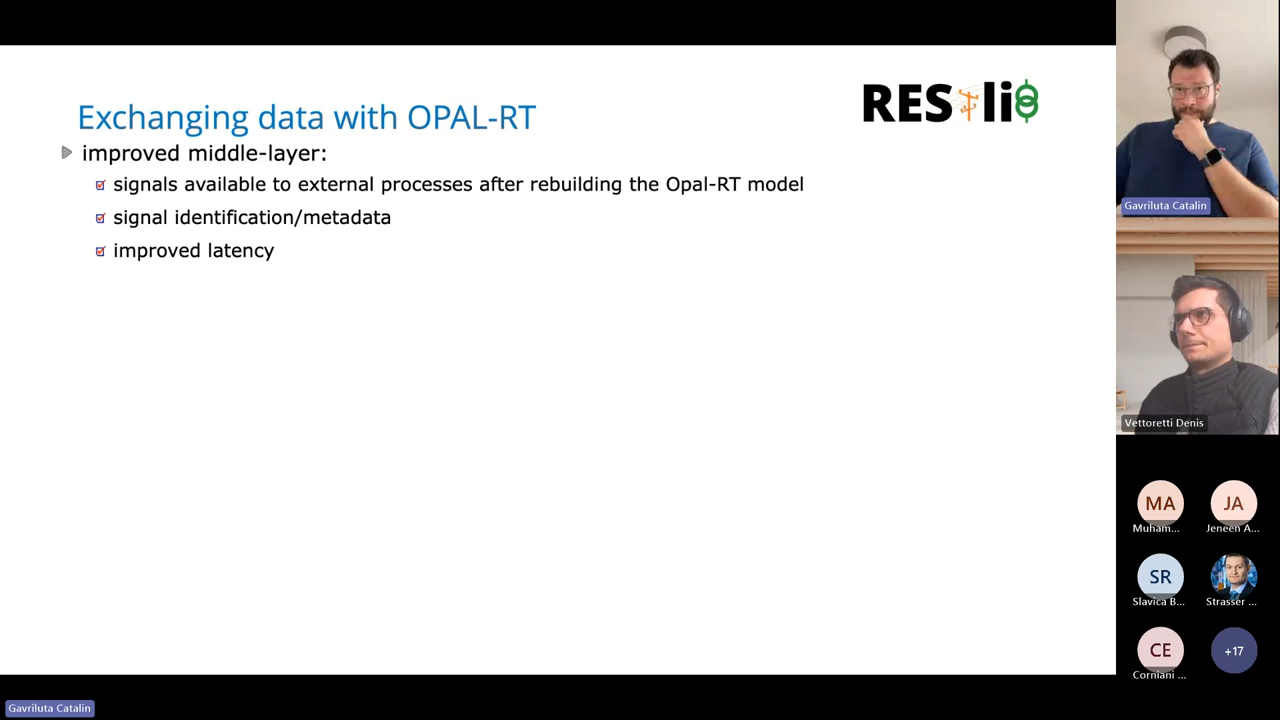 Exchanging data with OPAL-RT
RES li8
improved middle-layer:
signals available to external processes after rebuilding the Opal-RT model
signal identification/metadata
improved latency
Gavriluta Catalin
Vettoretti Denis
MA
JA
Muham...
Jeneen A...
SR
Slavica B...
Strasser ...
CE
+17
Corniani ...
Gavriluta Catalin